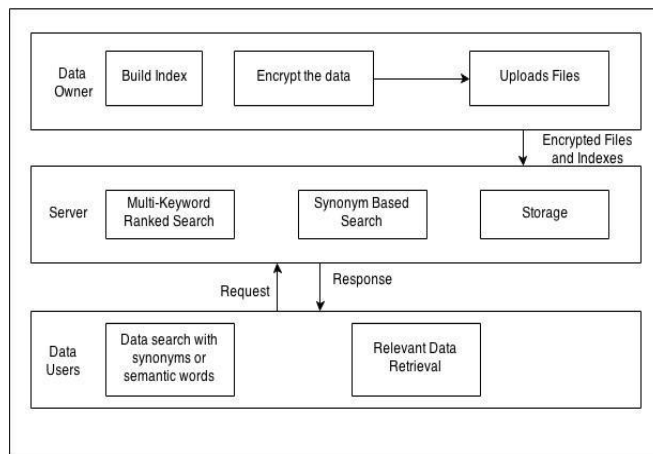 Data
Owner
Build Index
Encrypt the data
Uploads Files
Encrypted Files
and Indexes
Server
Multi-Keyword
Ranked Search
Synonym Based
Search
Storage
Request
Response
Data
Users
Data search with
synonyms or
semantic words
Relevant Data
Retrieval